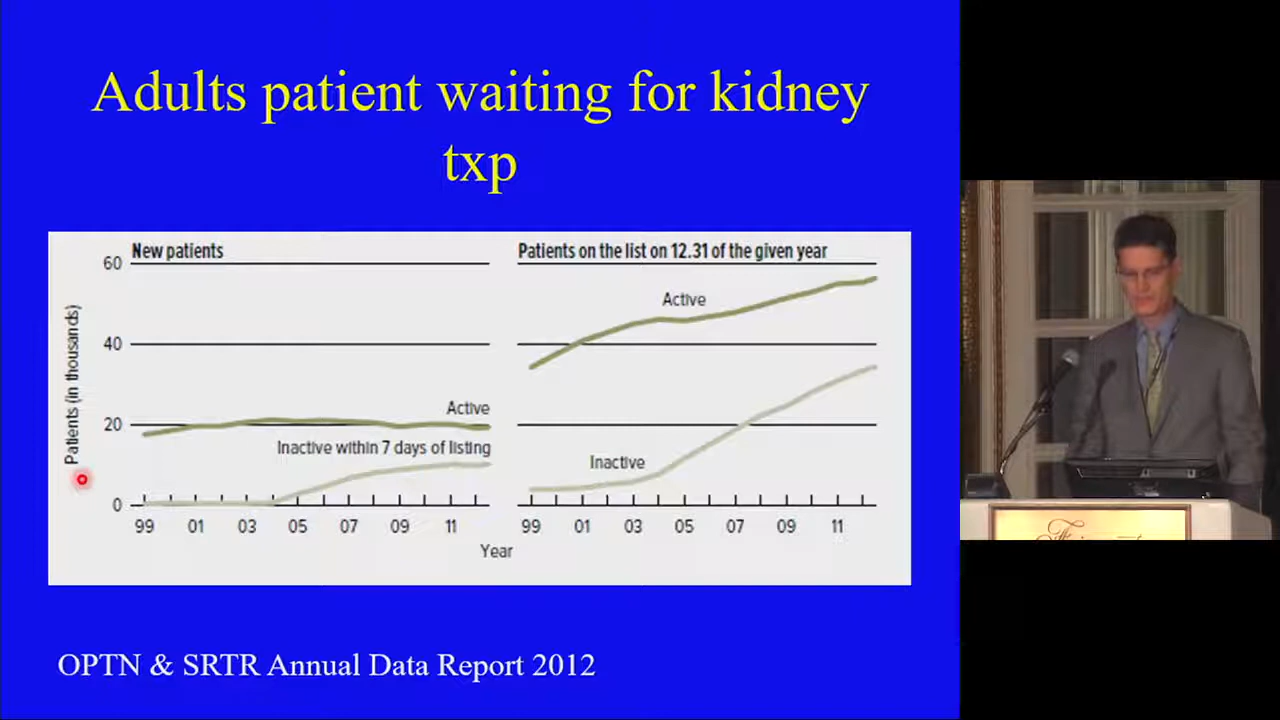 Adults patient waiting for kidney
txp
New patients
Patients on the list on 12.31 of the given year
Patients (in thousands)
60
40
20
0
Active
Inactive within 7 days of listing
Active
Inactive
99 01 03 05 07 09 11
99 01 03 05 07 09 11
Year
OPTN & SRTR Annual Data Report 2012